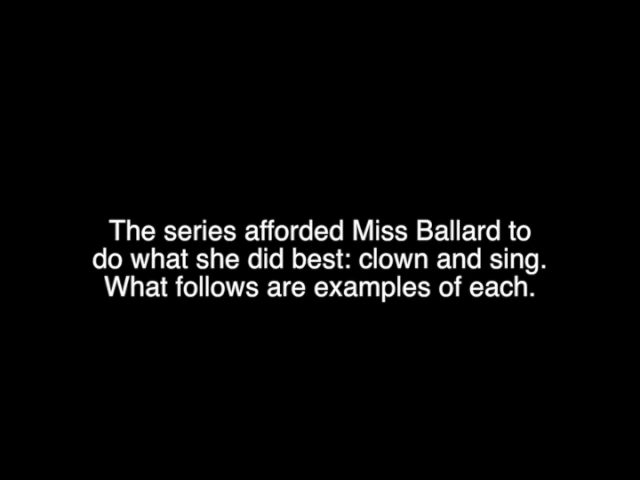 The series afforded Miss Ballard to
do what she did best: clown and sing.
What follows are examples of each.